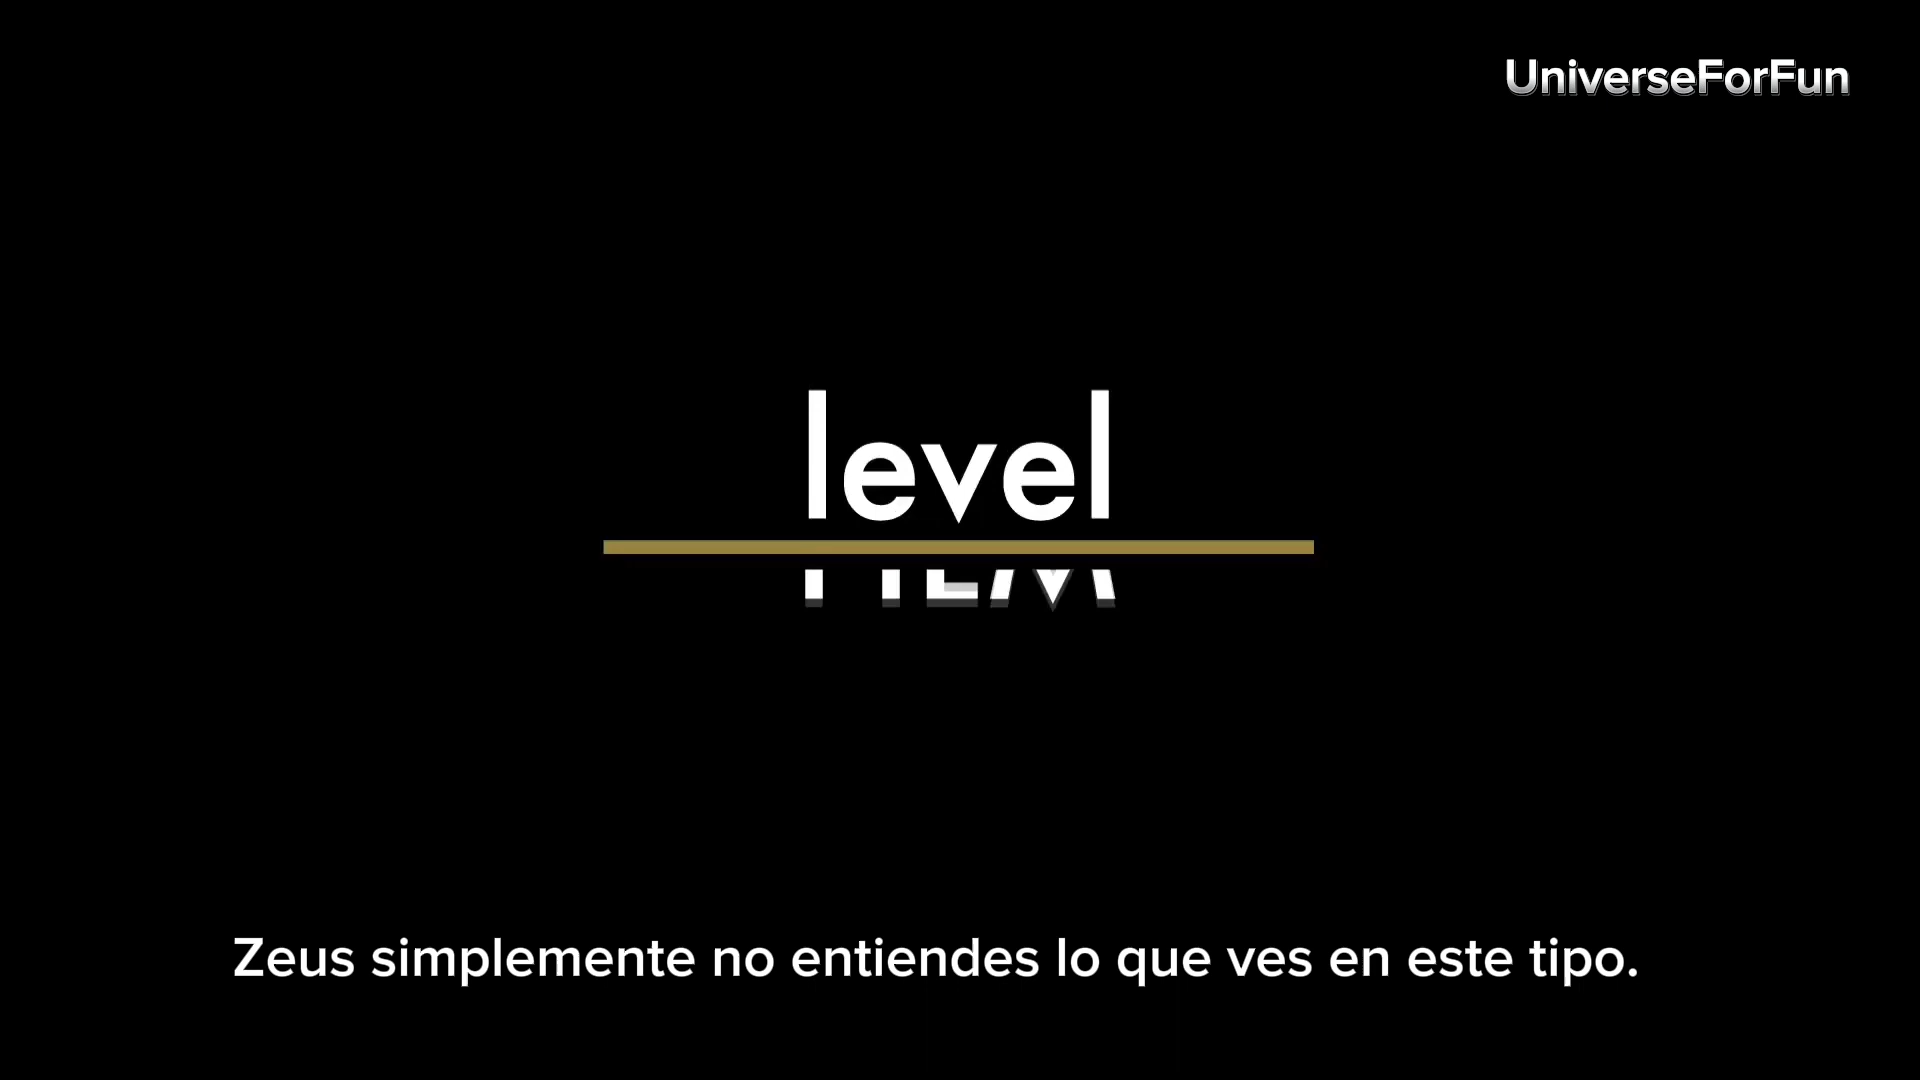 UniverseForFun
level
Zeus simplemente no entiendes lo que ves en este tipo.